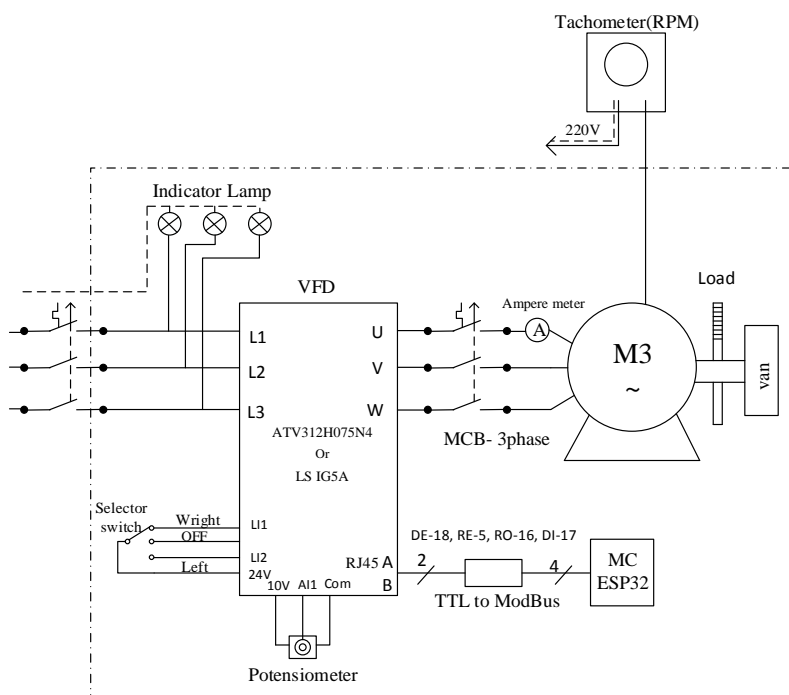 Tachometer(RPM)
220V
Indicator Lamp
VFD
Ampere meter
Load
L1
U
A
M3
~
L2
V
van
L3
W
ATV312H075N4
Or
LS IG5A
MCB- 3phase
Selector
switch
Wright
LI1
OFF
LI2
Left
24V
DE-18, RE-5, RO-16, DI-17
RJ45 A
B
2
4
MC
ESP32
TTL to ModBus
10V
AI1
Com
Potensiometer